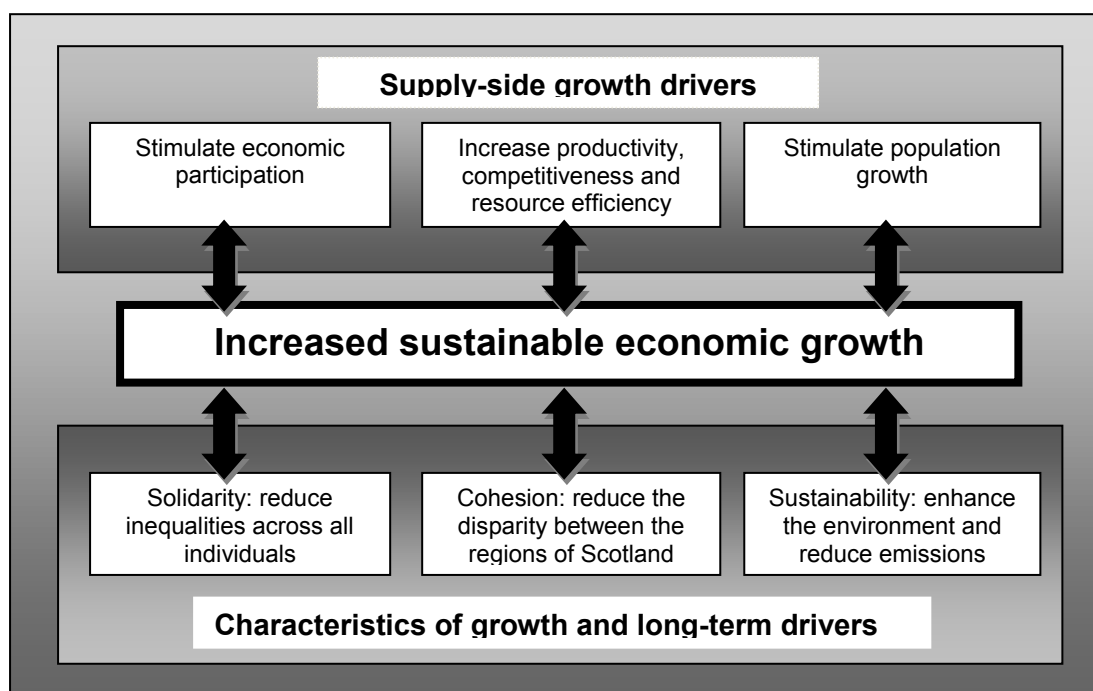 Supply-side growth drivers
Stimulate economic
participation
Increase productivity,
competitiveness and
resource efficiency
Stimulate population
growth
Increased sustainable economic growth
Solidarity: reduce
inequalities across all
individuals
Cohesion: reduce the
disparity between the
regions of Scotland
Sustainability: enhance
the environment and
reduce emissions
Characteristics of growth and long-term drivers